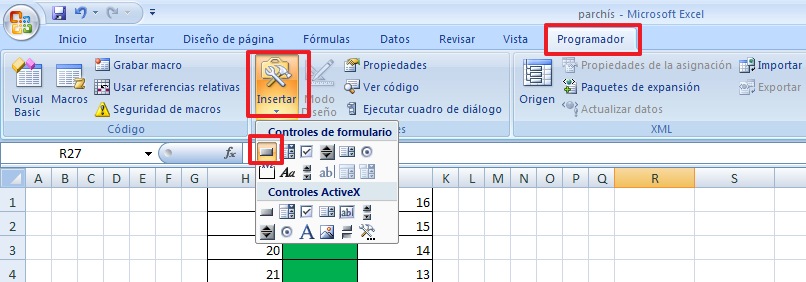 parchís - Microsoft Excel
Inicio Insertar Diseño de página Fórmulas Datos Revisar Vista Programador
Visual Basic
Macros
Grabar macro
Usar referencias relativas
Seguridad de macros
Código
Insertar
Modo Diseño
Propiedades
Ver código
Ejecutar cuadro de diálogo
es
Origen
Propiedades de la asignación
Paquetes de expansión
Actualizar datos
Importar
Exportar
XML
Controles de formulario
Aa ab|
Controles ActiveX
ab|
A
R27
fx
A B C D E F G H K L M N O P Q R S
1 16
2 15
3 20 14
4 21 13